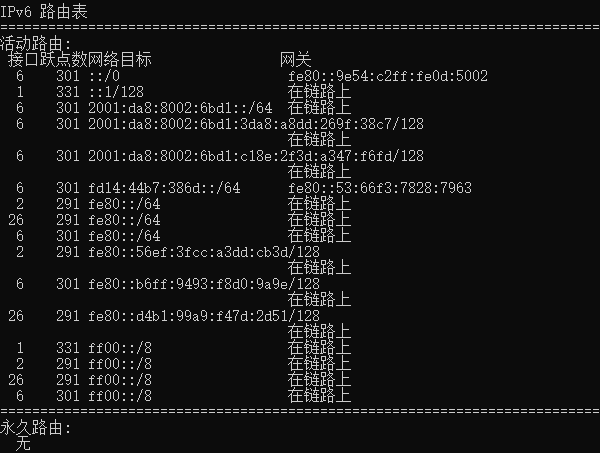 IPv6 路由表
===========================================================================
活动路由:
 接口跃点数网络目标                网关
  6    301 ::/0                     fe80::9e54:c2ff:fe0d:5002
  1    331 ::1/128                  在链路上
  6    301 2001:da8:8002:6bd1::/64  在链路上
  6    301 2001:da8:8002:6bd1:3da8:a8dd:269f:38c7/128
                                    在链路上
  6    301 2001:da8:8002:6bd1:c18e:2f3d:a347:f6fd/128
                                    在链路上
  6    301 fd14:44b7:386d::/64      fe80::53:66f3:7828:7963
  2    291 fe80::/64                在链路上
 26    291 fe80::/64                在链路上
  6    301 fe80::/64                在链路上
  2    291 fe80::56ef:3fcc:a3dd:cb3d/128
                                    在链路上
  6    301 fe80::b6ff:9493:f8d0:9a9e/128
                                    在链路上
 26    291 fe80::d4b1:99a9:f47d:2d51/128
                                    在链路上
  1    331 ff00::/8                 在链路上
  2    291 ff00::/8                 在链路上
 26    291 ff00::/8                 在链路上
  6    301 ff00::/8                 在链路上
===========================================================================
永久路由:
  无